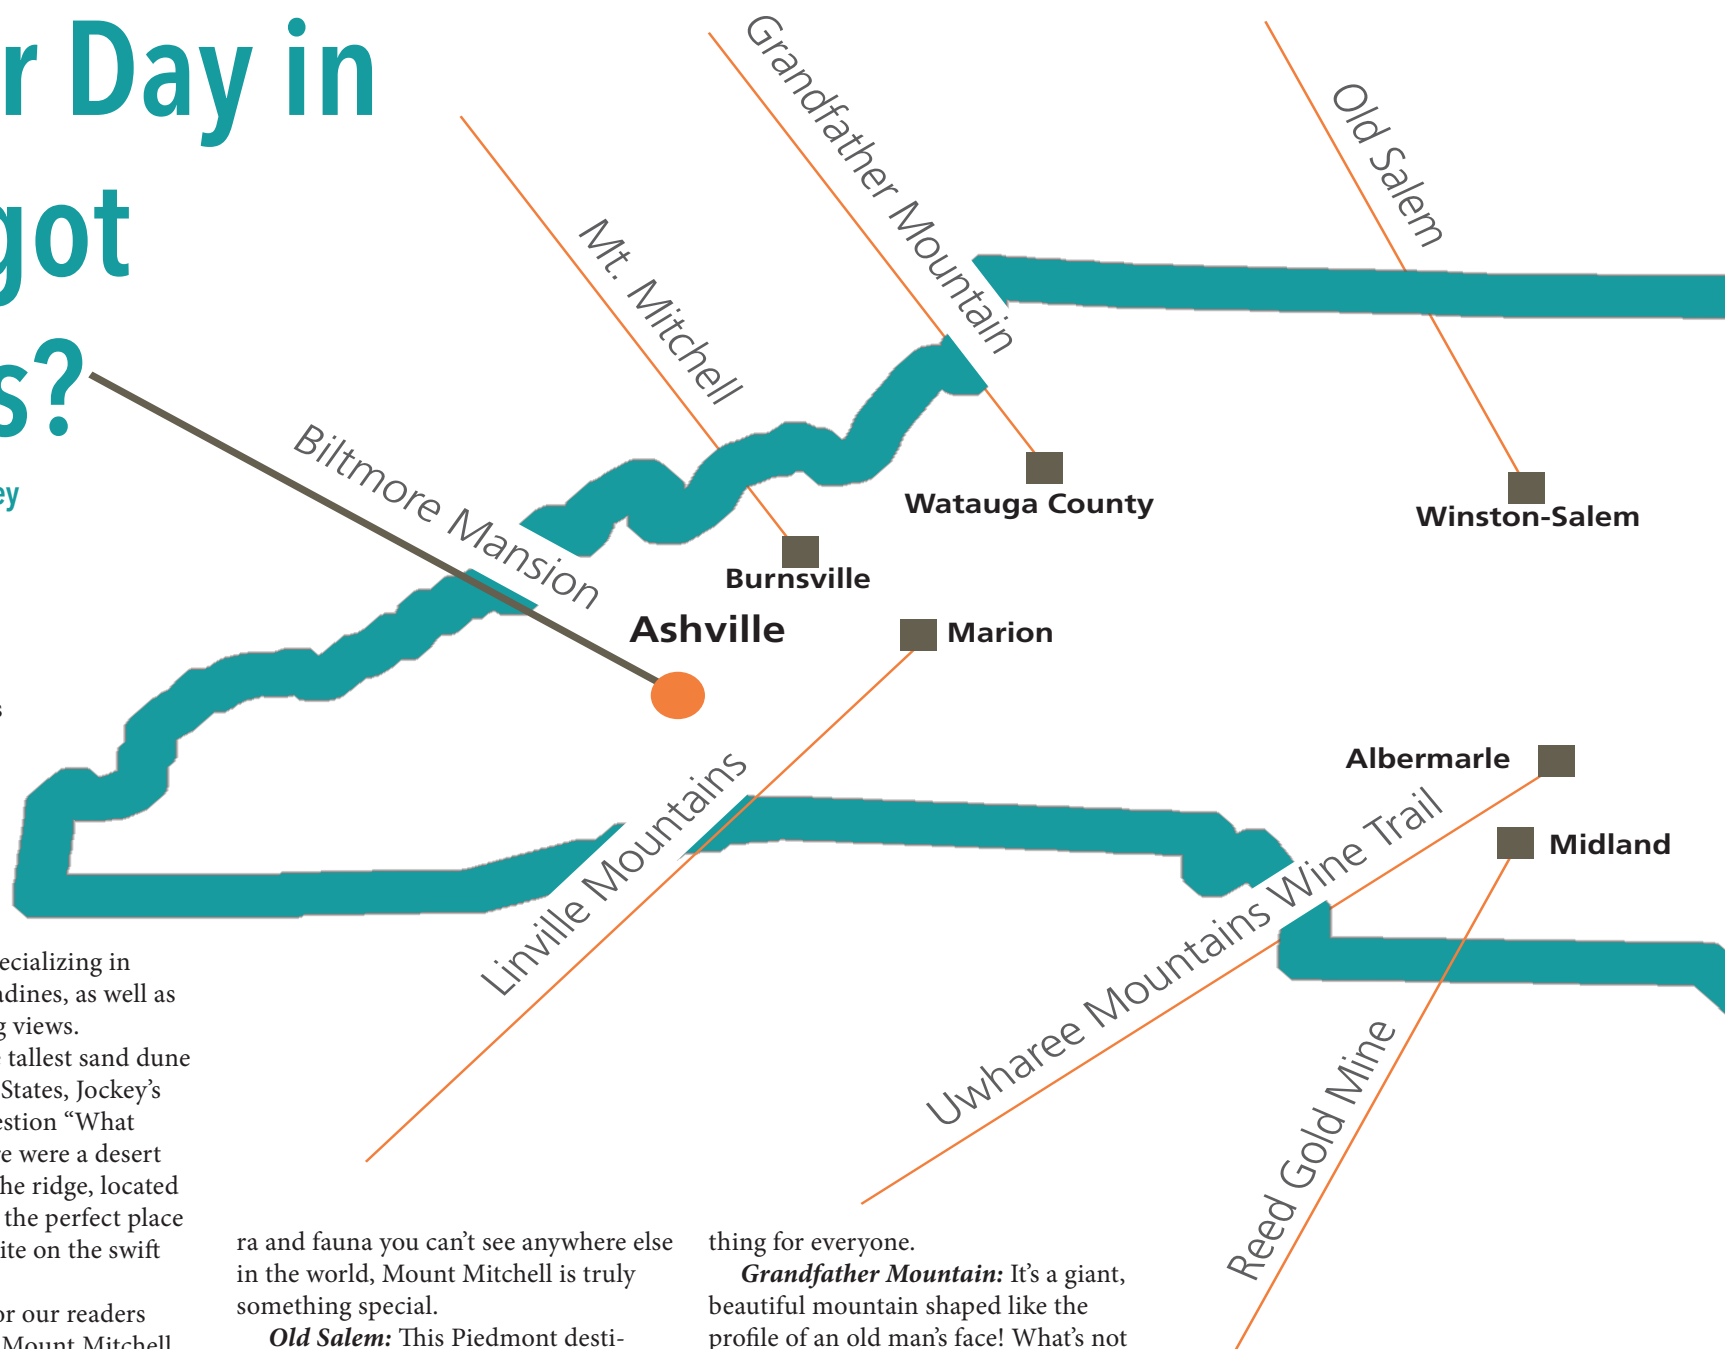 r Day in
got
s?
ey
Grandfather Mountain
Old Salem
Mt. Mitchell
Biltmore Mansion
Watauga County
Winston-Salem
Burnsville
Ashville
Marion
s
Linville Mountains
Albermarle
Uwharee Mountains Wine Trail
Midland
Reed Gold Mine
ecializing in
adines, as well as
g views.
e tallest sand dune
States, Jockey’s
estion “What
re were a desert
he ridge, located
the perfect place
ite on the swift
or our readers
Mount Mitchell
ra and fauna you can’t see anywhere else
in the world, Mount Mitchell is truly
something special.
Old Salem: This Piedmont desti-
thing for everyone.
Grandfather Mountain: It’s a giant,
beautiful mountain shaped like the
profile of an old man’s face! What’s not